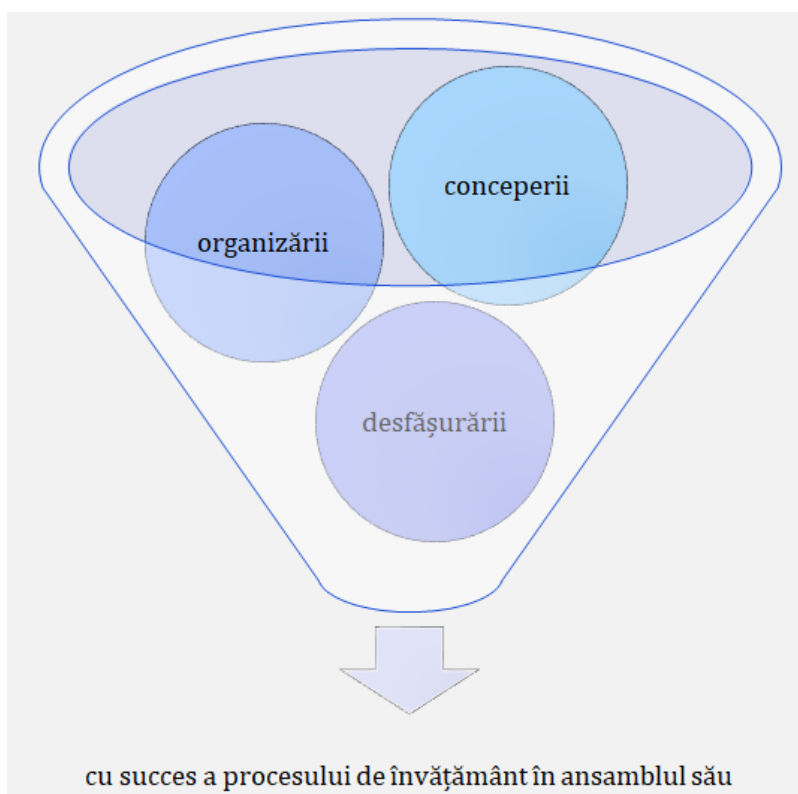 conceperii
organizării
desfășurării
cu succes a procesului de învățământ în ansamblul său